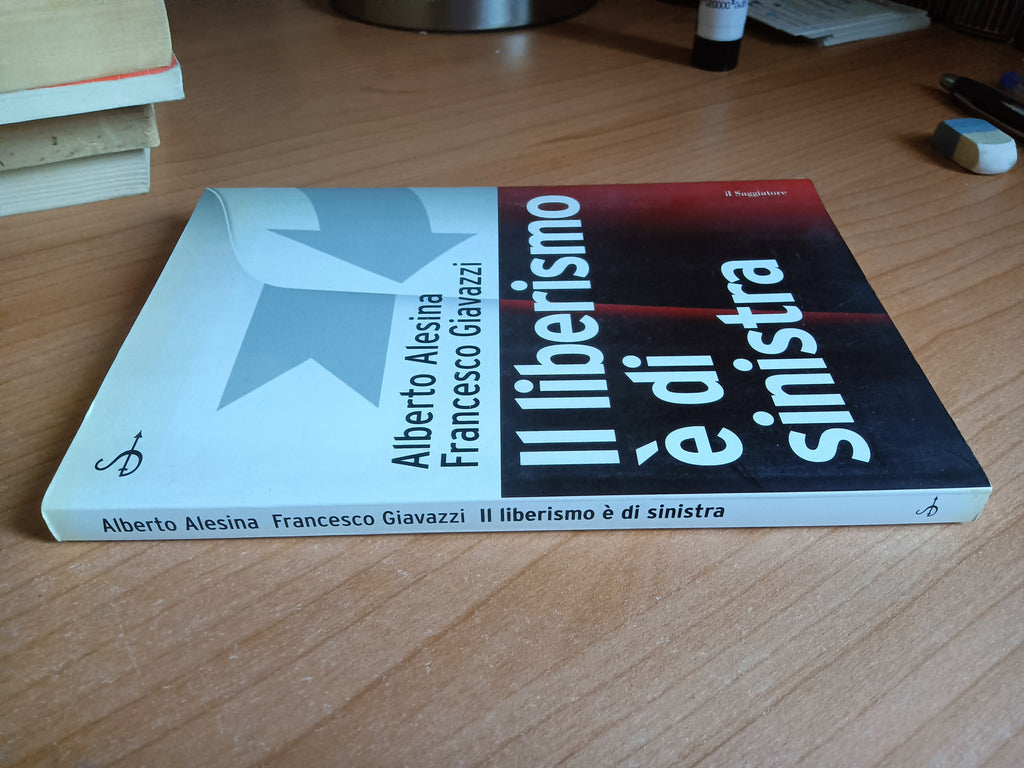 Alberto Alesina
Francesco Giavazzi
Il liberismo
è di
sinistra
il Saggiatore
Alberto Alesina Francesco Giavazzi Il liberismo è di sinistra